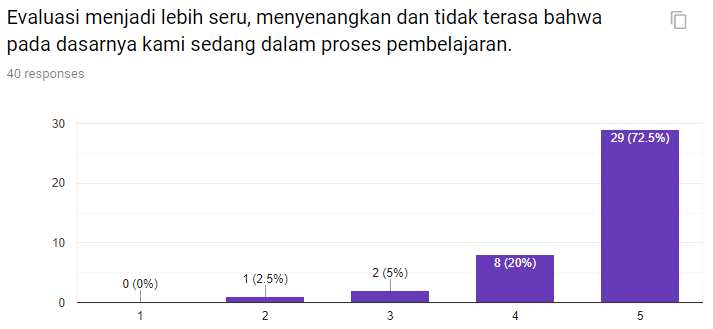 Evaluasi menjadi lebih seru, menyenangkan dan tidak terasa bahwa
pada dasarnya kami sedang dalam proses pembelajaran.
40 responses
30
20
10
0
0 (0%)
1 (2.5%)
2 (5%)
8 (20%)
29 (72.5%)
1 2 3 4 5